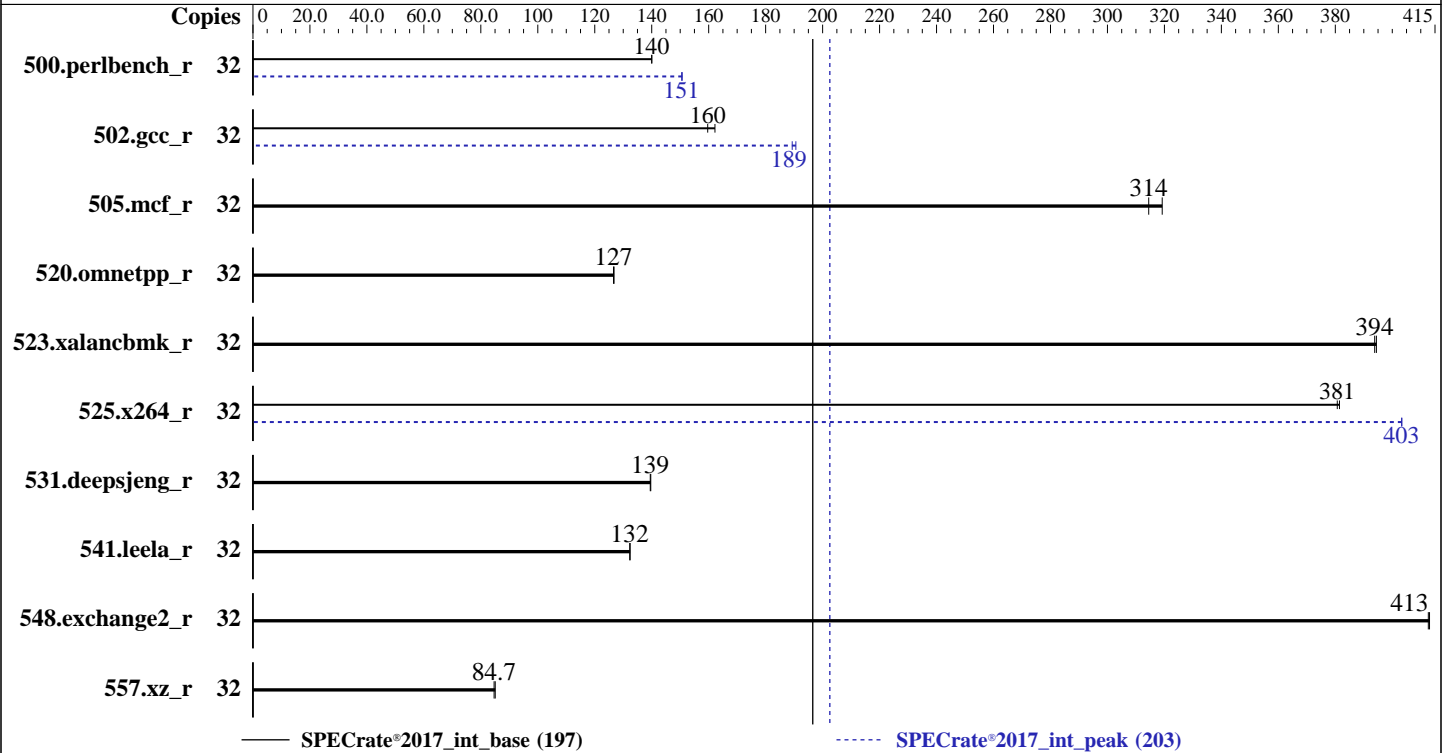 Copies 0 20.0 40.0 60.0 80.0 100 120 140 160 180 200 220 240 260 280 300 320 340 360 380 415
140
500.perlbench_r 32
151
160
502.gcc_r 32
189
314
505.mcf_r 32
127
520.omnetpp_r 32
394
523.xalancbmk_r 32
381
525.x264_r 32
403
139
531.deepsjeng_r 32
132
541.leela_r 32
413
548.exchange2_r 32
84.7
557.xz_r 32
SPECrate®2017_int_base (197) SPECrate®2017_int_peak (203)